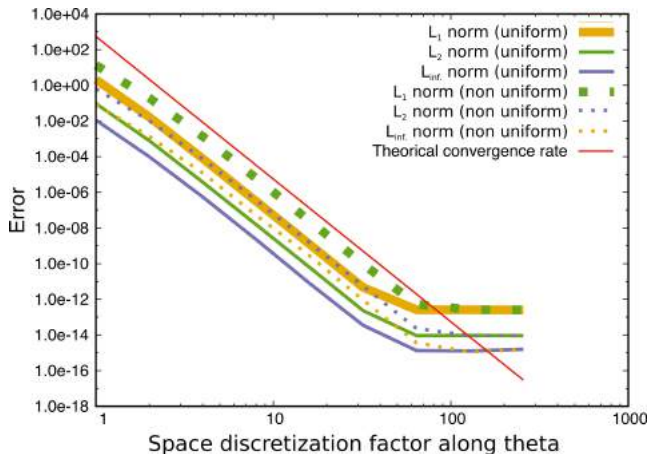 1.0e+04
1.0e+02
1.0e+00
1.0e-02
1.0e-04
1.0e-06
1.0e-08
1.0e-10
1.0e-12
1.0e-14
1.0e-16
1.0e-18
Error
L₁ norm (uniform)
L₂ norm (uniform)
L_inf. norm (uniform)
L₁ norm (non uniform)
L₂ norm (non uniform)
L_inf. norm (non uniform)
Theorical convergence rate
1 10 100 1000
Space discretization factor along theta